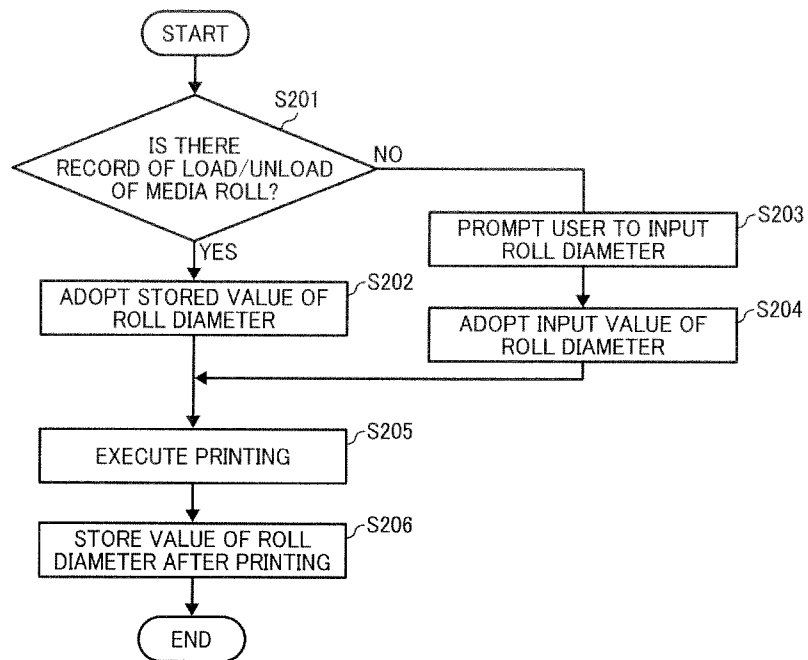 START
S201
IS THERE
RECORD OF LOAD/UNLOAD
OF MEDIA ROLL?
NO
YES
S203
PROMPT USER TO INPUT
ROLL DIAMETER
S202
ADOPT STORED VALUE OF
ROLL DIAMETER
S204
ADOPT INPUT VALUE OF
ROLL DIAMETER
S205
EXECUTE PRINTING
S206
STORE VALUE OF ROLL
DIAMETER AFTER PRINTING
END